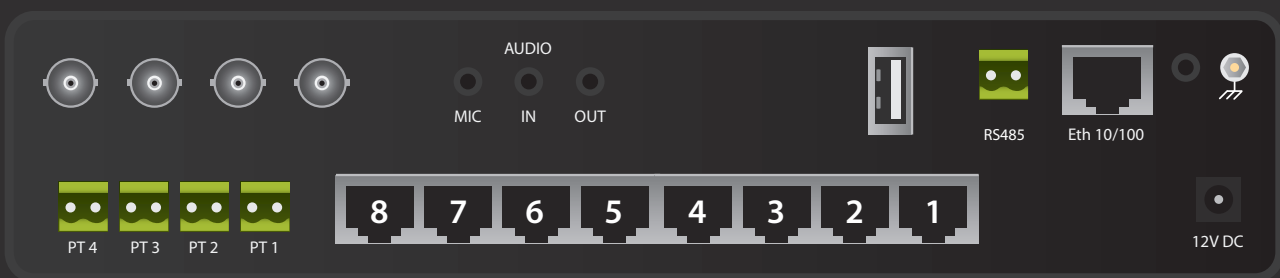 AUDIO
MIC IN OUT
RS485 Eth 10/100
8 7 6 5 4 3 2 1
PT 4 PT 3 PT 2 PT 1
12V DC